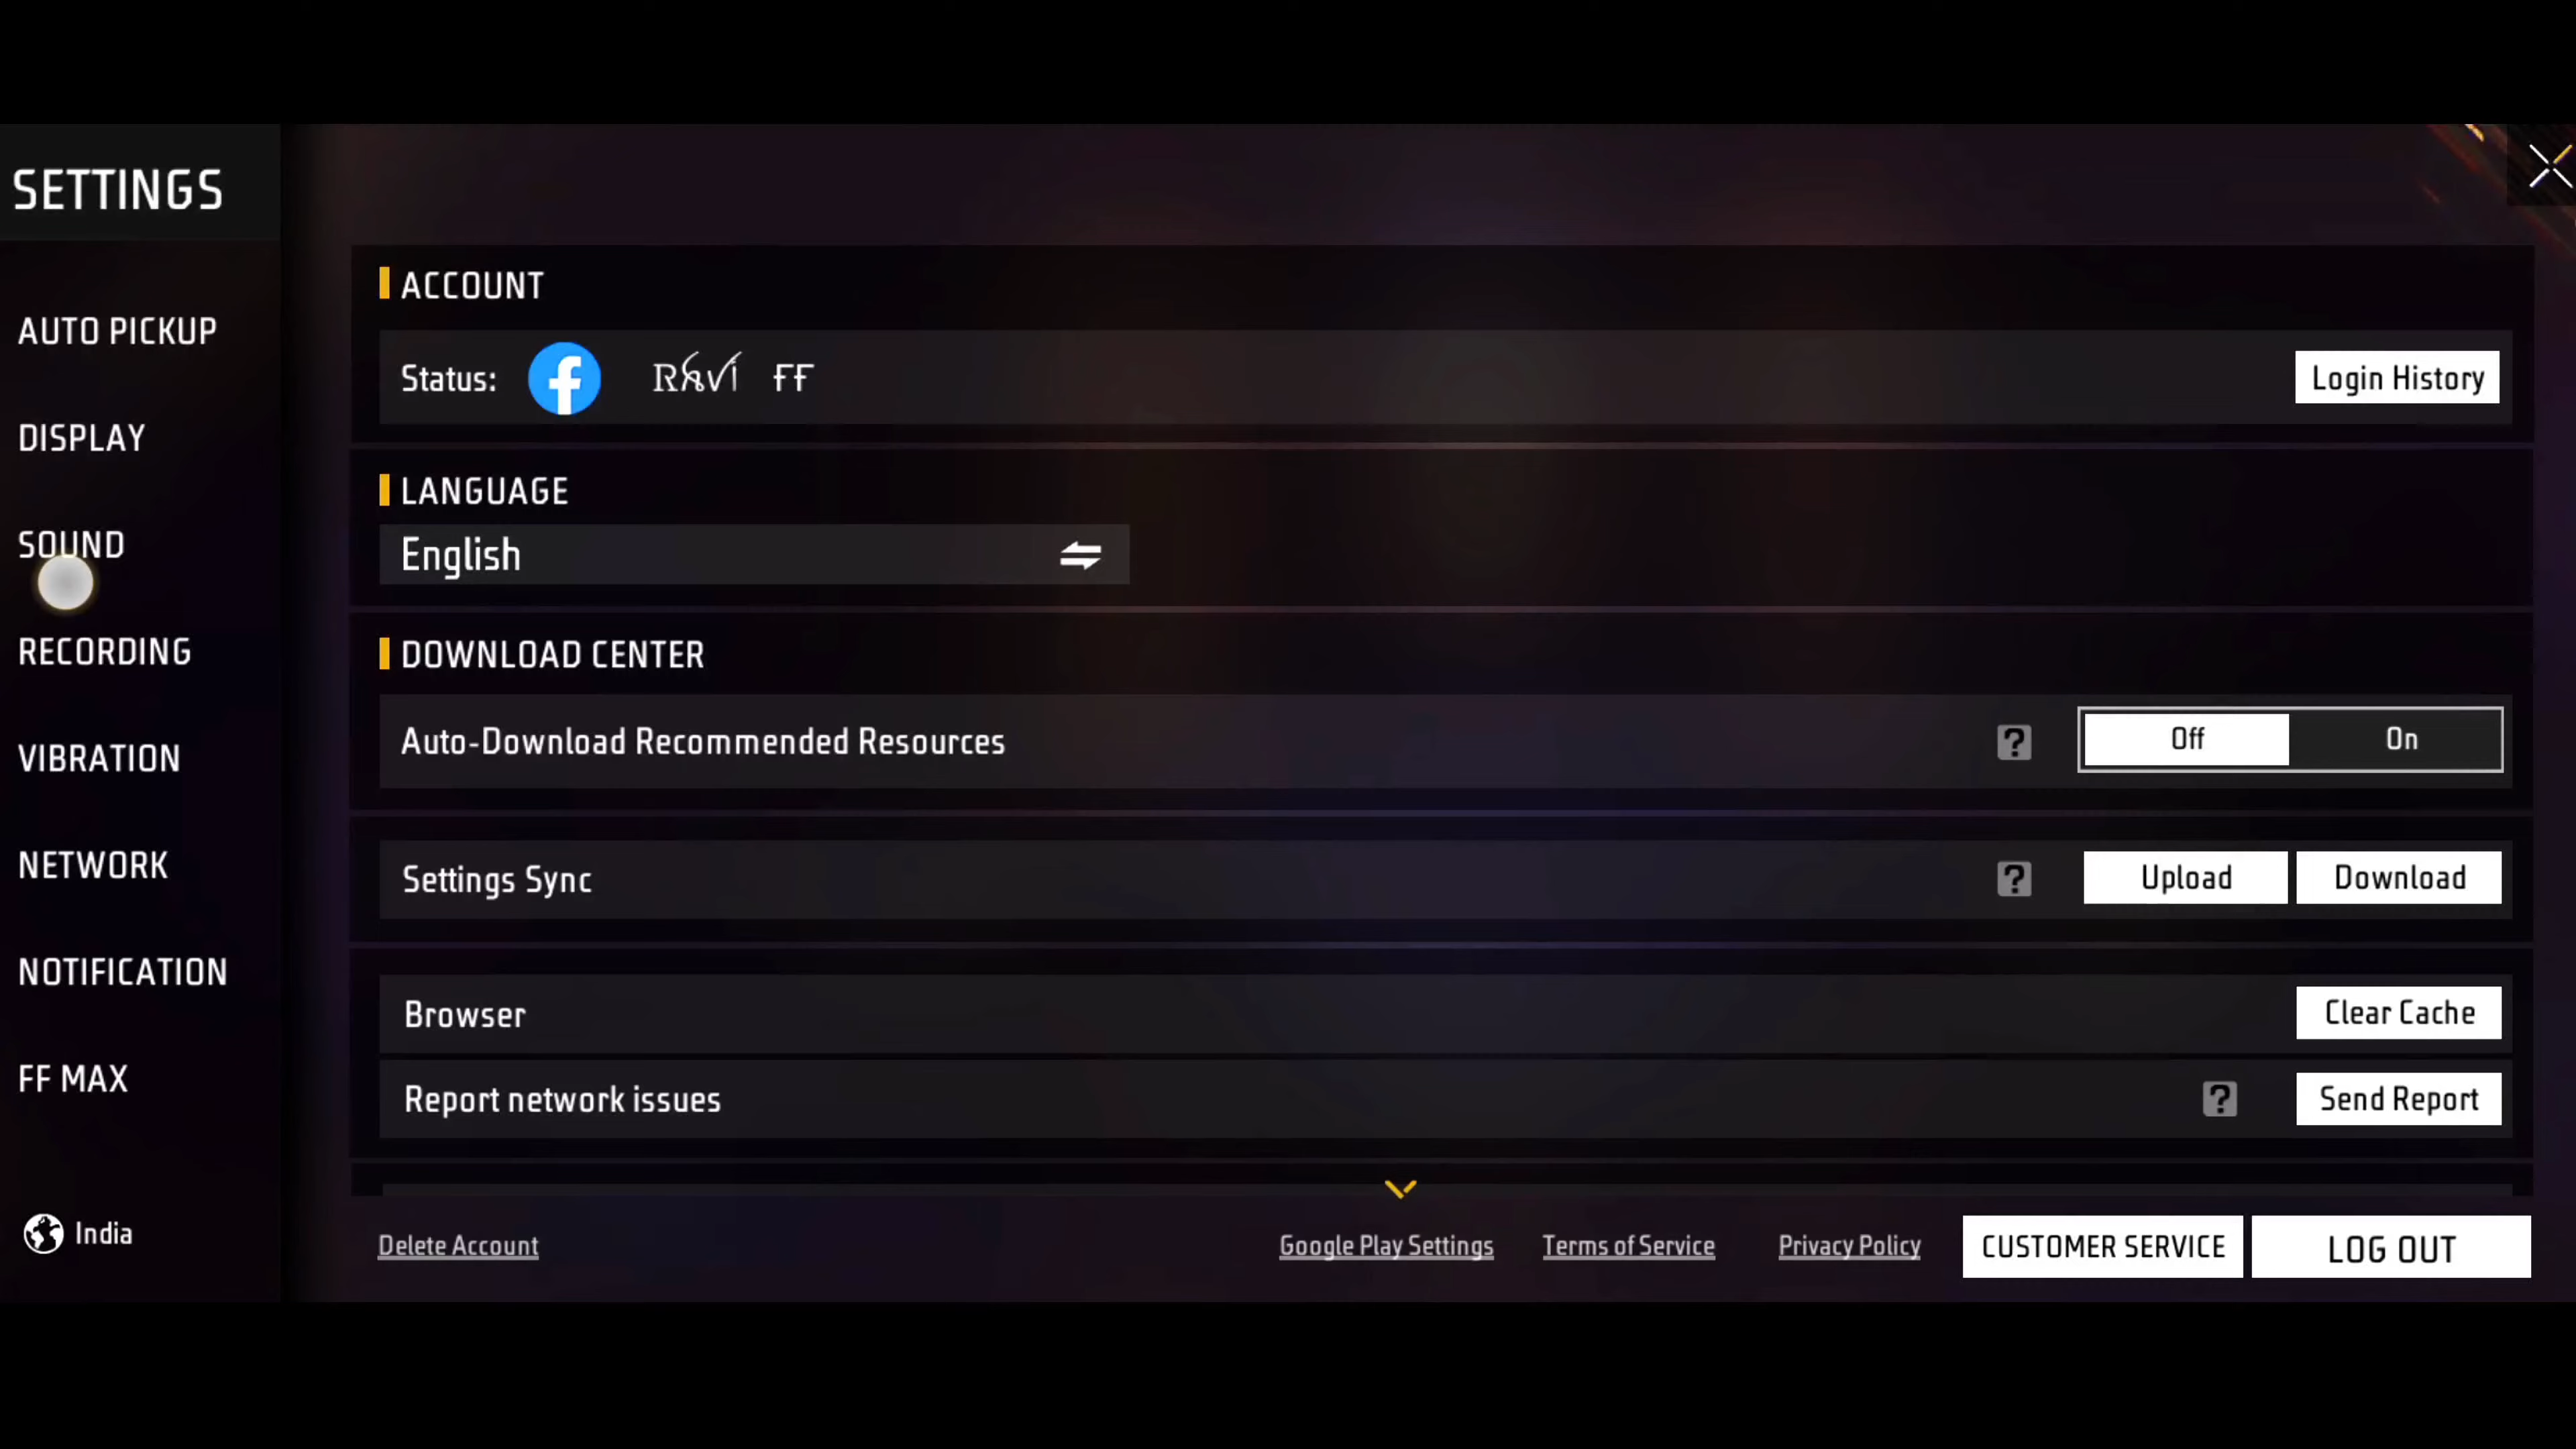 SETTINGS
AUTO PICKUP
DISPLAY
SOUND
RECORDING
VIBRATION
NETWORK
NOTIFICATION
FF MAX
India
ACCOUNT
Status: RAVI FF Login History
LANGUAGE
English
DOWNLOAD CENTER
Auto-Download Recommended Resources ? Off On
Settings Sync ? Upload Download
Browser Clear Cache
Report network issues ? Send Report
Delete Account Google Play Settings Terms of Service Privacy Policy CUSTOMER SERVICE LOG OUT